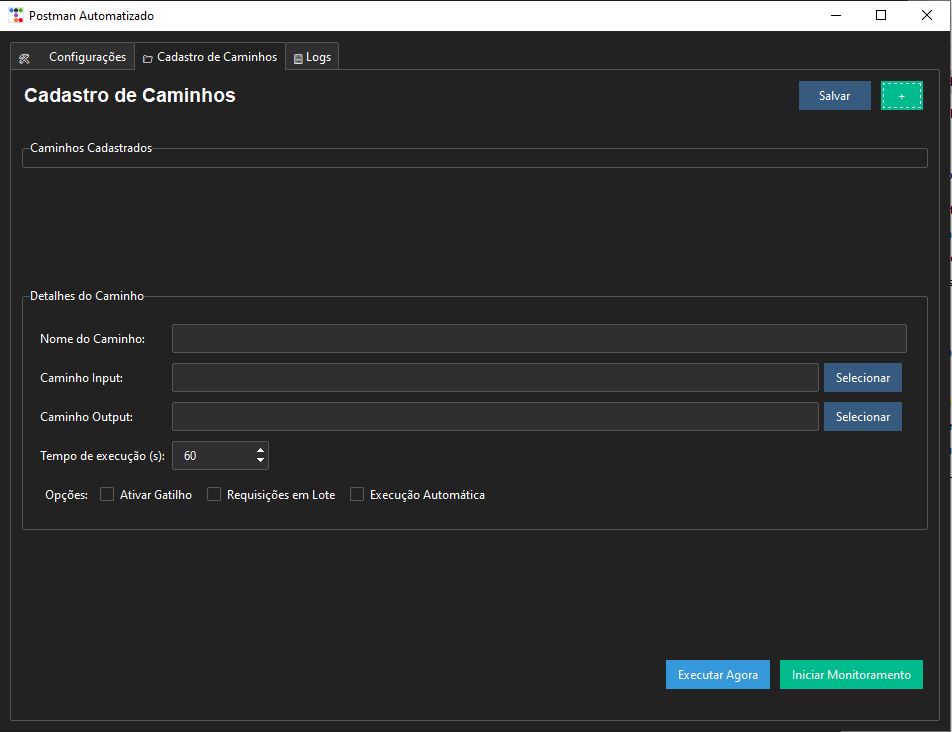 Postman Automatizado
Configurações Cadastro de Caminhos Logs
Cadastro de Caminhos Salvar +
Caminhos Cadastrados
Detalhes do Caminho
Nome do Caminho:
Caminho Input: Selecionar
Caminho Output: Selecionar
Tempo de execução (s): 60
Opções: Ativar Gatilho Requisições em Lote Execução Automática
Executar Agora Iniciar Monitoramento